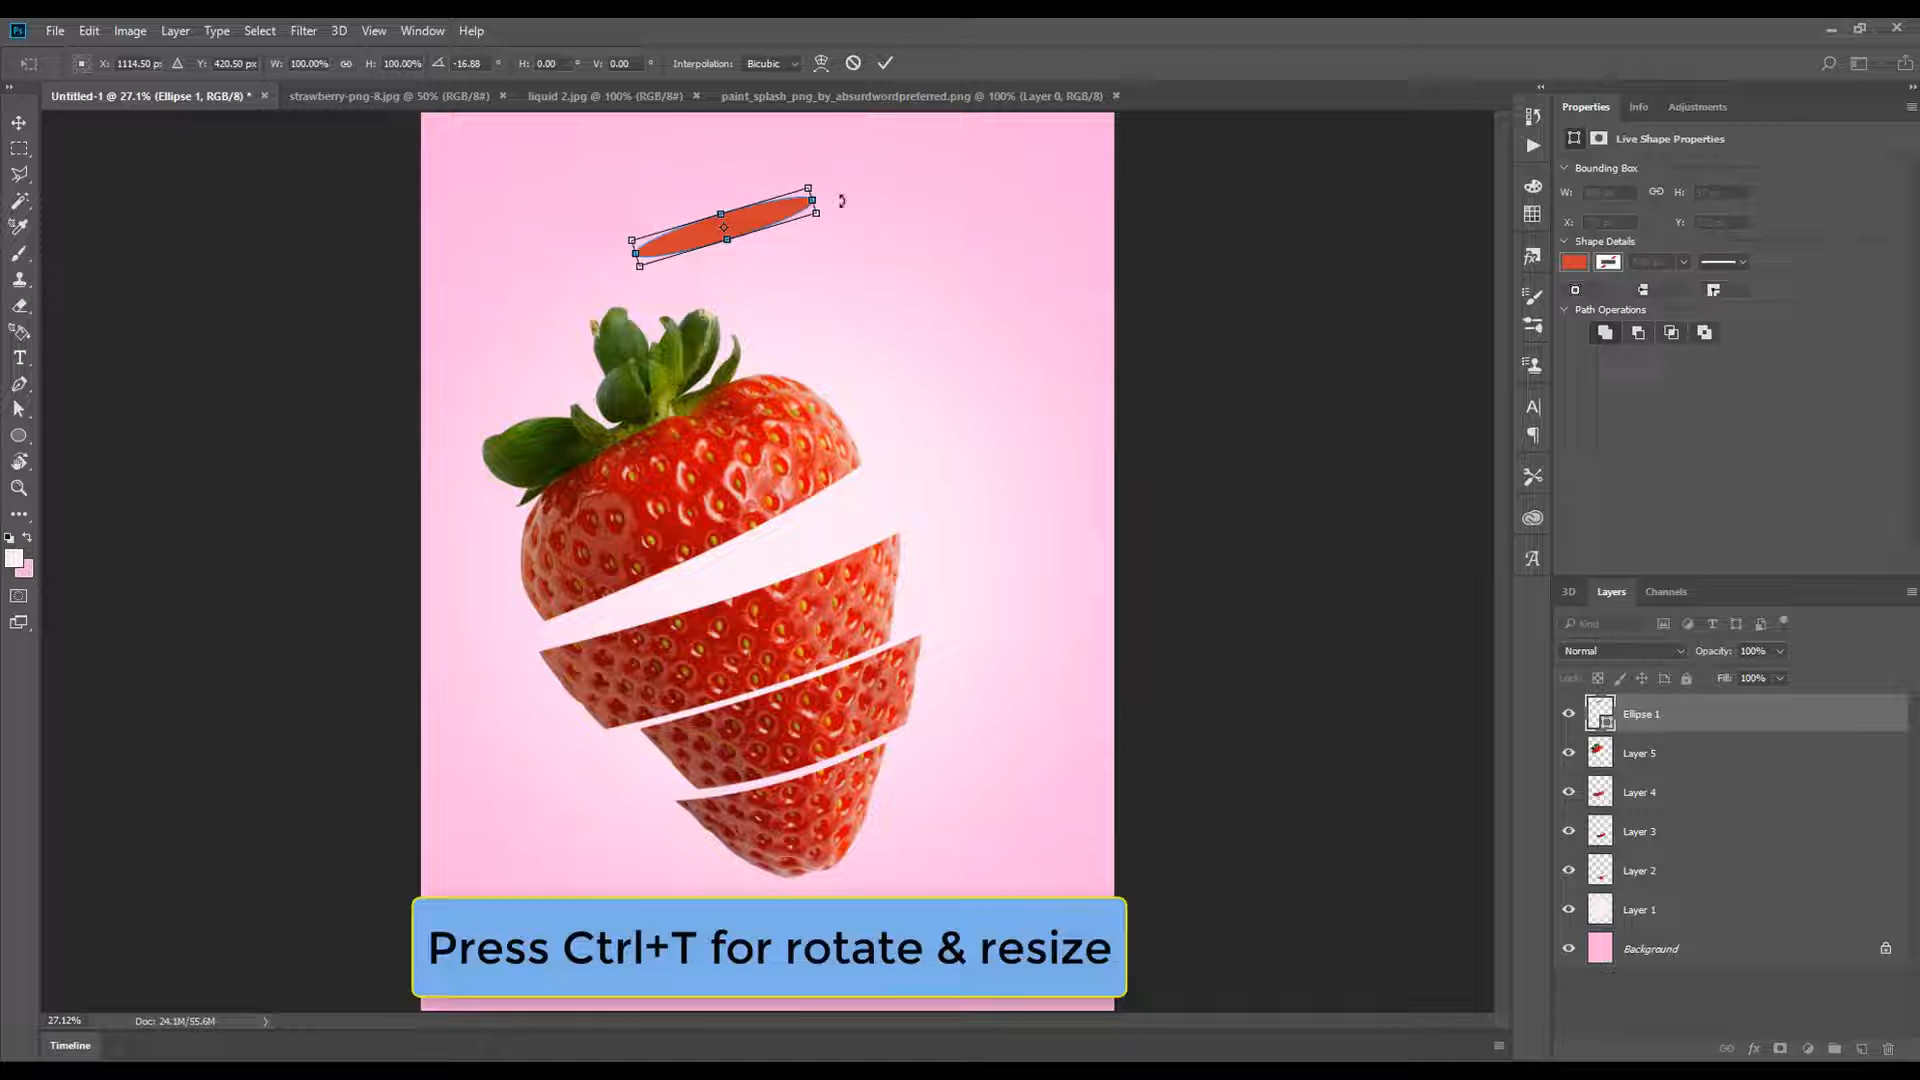 Ps File Edit Image Layer Type Select Filter 3D View Window Help
X: 1114.50 px Y: 420.50 px W: 100.00% H: 100.00% -16.88 ° H: 0.00 ° V: 0.00 ° Interpolation: Bicubic
Untitled-1 @ 27.1% (Ellipse 1, RGB/8) * × strawberry-png-8.jpg @ 50% (RGB/8#) × liquid 2.jpg @ 100% (RGB/8#) × paint_splash_png_by_absurdwordpreferred.png @ 100% (Layer 0, RGB/8) ×
Properties Info Adjustments
Live Shape Properties
Bounding Box
W: H:
X: Y:
Shape Details
Path Operations
3D Layers Channels
Kind
Normal Opacity: 100%
Lock: Fill: 100%
Ellipse 1
Layer 5
Layer 4
Layer 3
Layer 2
Layer 1
Background
Press Ctrl+T for rotate & resize
27.12% Doc: 24.1M/55.6M
Timeline